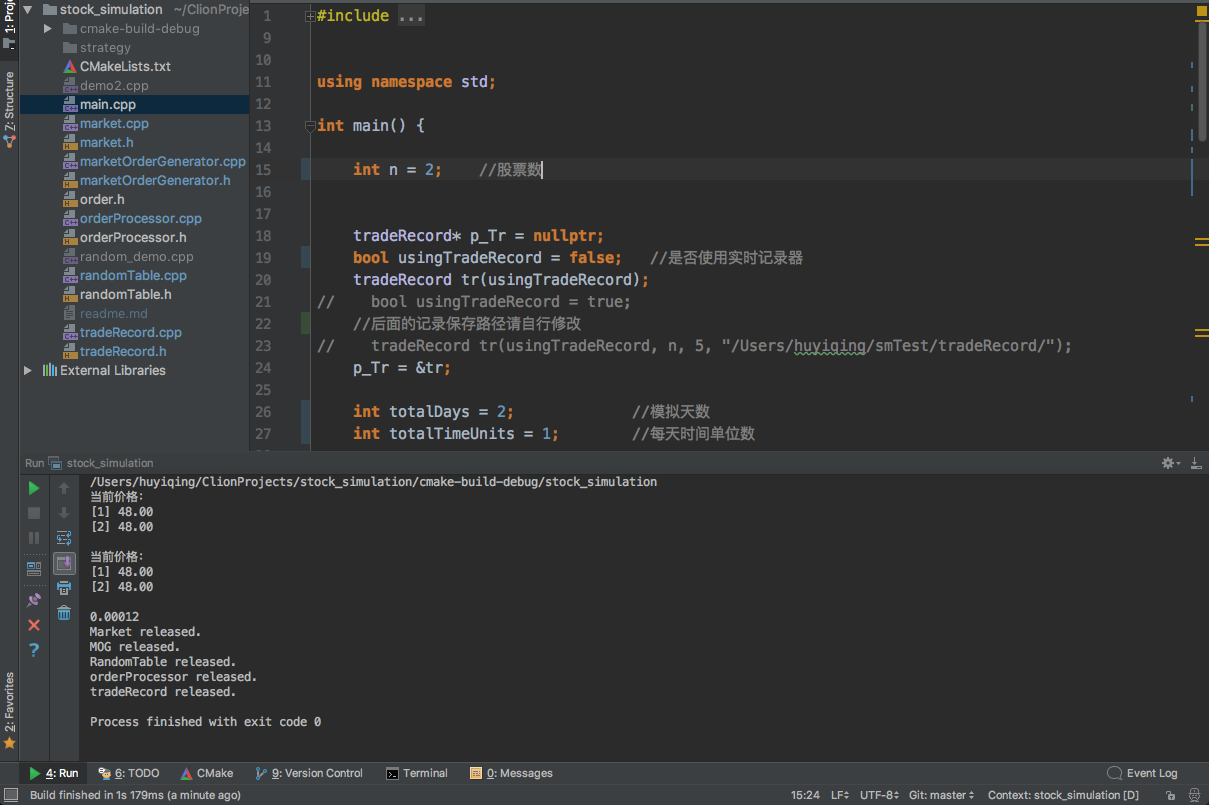 1: Proj
stock_simulation ~/ClionProje
cmake-build-debug
strategy
CMakeLists.txt
demo2.cpp
main.cpp
market.cpp
market.h
marketOrderGenerator.cpp
marketOrderGenerator.h
order.h
orderProcessor.cpp
orderProcessor.h
random_demo.cpp
randomTable.cpp
randomTable.h
readme.md
tradeRecord.cpp
tradeRecord.h
External Libraries
7: Structure
1 #include ...
9
10
11 using namespace std;
12
13 int main() {
14
15 int n = 2; //股票数
16
17
18 tradeRecord* p_Tr = nullptr;
19 bool usingTradeRecord = false; //是否使用实时记录器
20 tradeRecord tr(usingTradeRecord);
21 // bool usingTradeRecord = true;
22 //后面的记录保存路径请自行修改
23 // tradeRecord tr(usingTradeRecord, n, 5, "/Users/huyiqing/smTest/tradeRecord/");
24 p_Tr = &tr;
25
26 int totalDays = 2; //模拟天数
27 int totalTimeUnits = 1; //每天时间单位数
Run stock_simulation
/Users/huyiqing/ClionProjects/stock_simulation/cmake-build-debug/stock_simulation
当前价格:
[1] 48.00
[2] 48.00
当前价格:
[1] 48.00
[2] 48.00
0.00012
Market released.
MOG released.
RandomTable released.
orderProcessor released.
tradeRecord released.
Process finished with exit code 0
2: Favorites
4: Run 6: TODO CMake 9: Version Control Terminal 0: Messages Event Log
Build finished in 1s 179ms (a minute ago) 15:24 LF UTF-8 Git: master Context: stock_simulation [D]